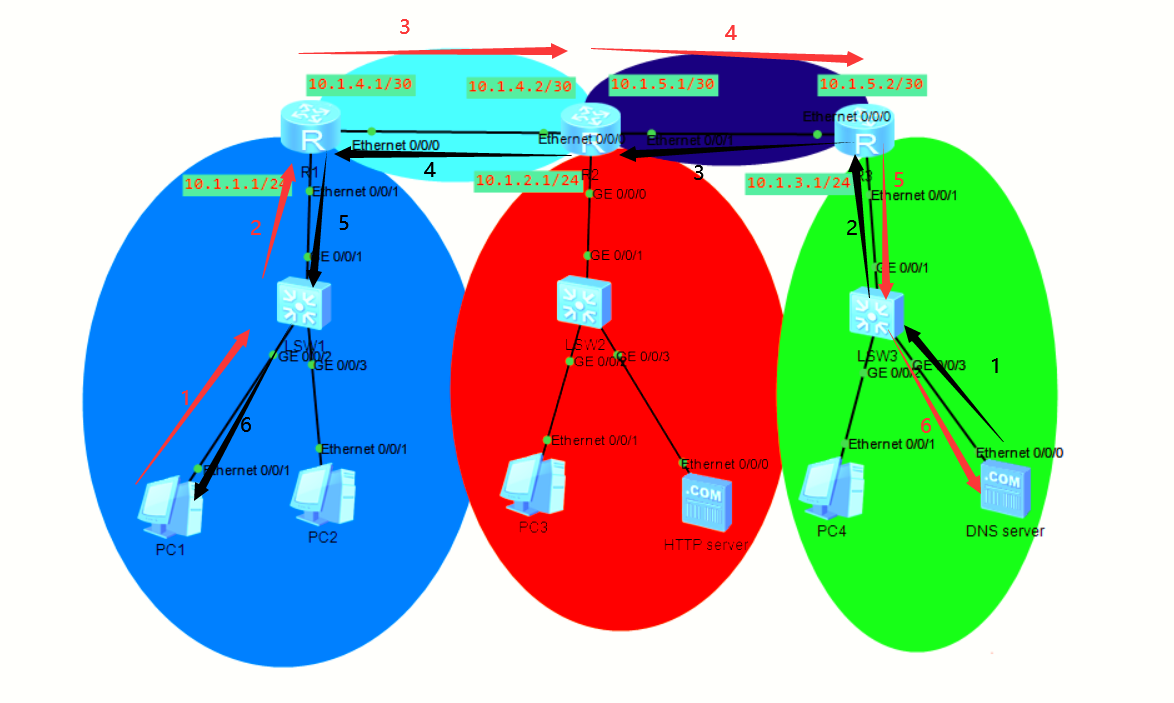 3
4
10.1.4.1/30
10.1.4.2/30
10.1.5.1/30
10.1.5.2/30
R
R
R
Ethernet 0/0/0
Ethernet 0/0/0
Ethernet 0/0/1
Ethernet 0/0/0
4
3
R1
R2
R3
10.1.1.1/24
10.1.2.1/24
10.1.3.1/24
5
Ethernet 0/0/1
GE 0/0/0
Ethernet 0/0/1
2
5
2
GE 0/0/1
GE 0/0/1
GE 0/0/1
LSW1
LSW2
LSW3
GE 0/0/2
GE 0/0/3
GE 0/0/2
GE 0/0/3
GE 0/0/2
GE 0/0/3
1
1
6
6
Ethernet 0/0/1
Ethernet 0/0/1
Ethernet 0/0/1
Ethernet 0/0/0
Ethernet 0/0/1
Ethernet 0/0/0
.COM
.COM
PC1
PC2
PC3
HTTP server
PC4
DNS server